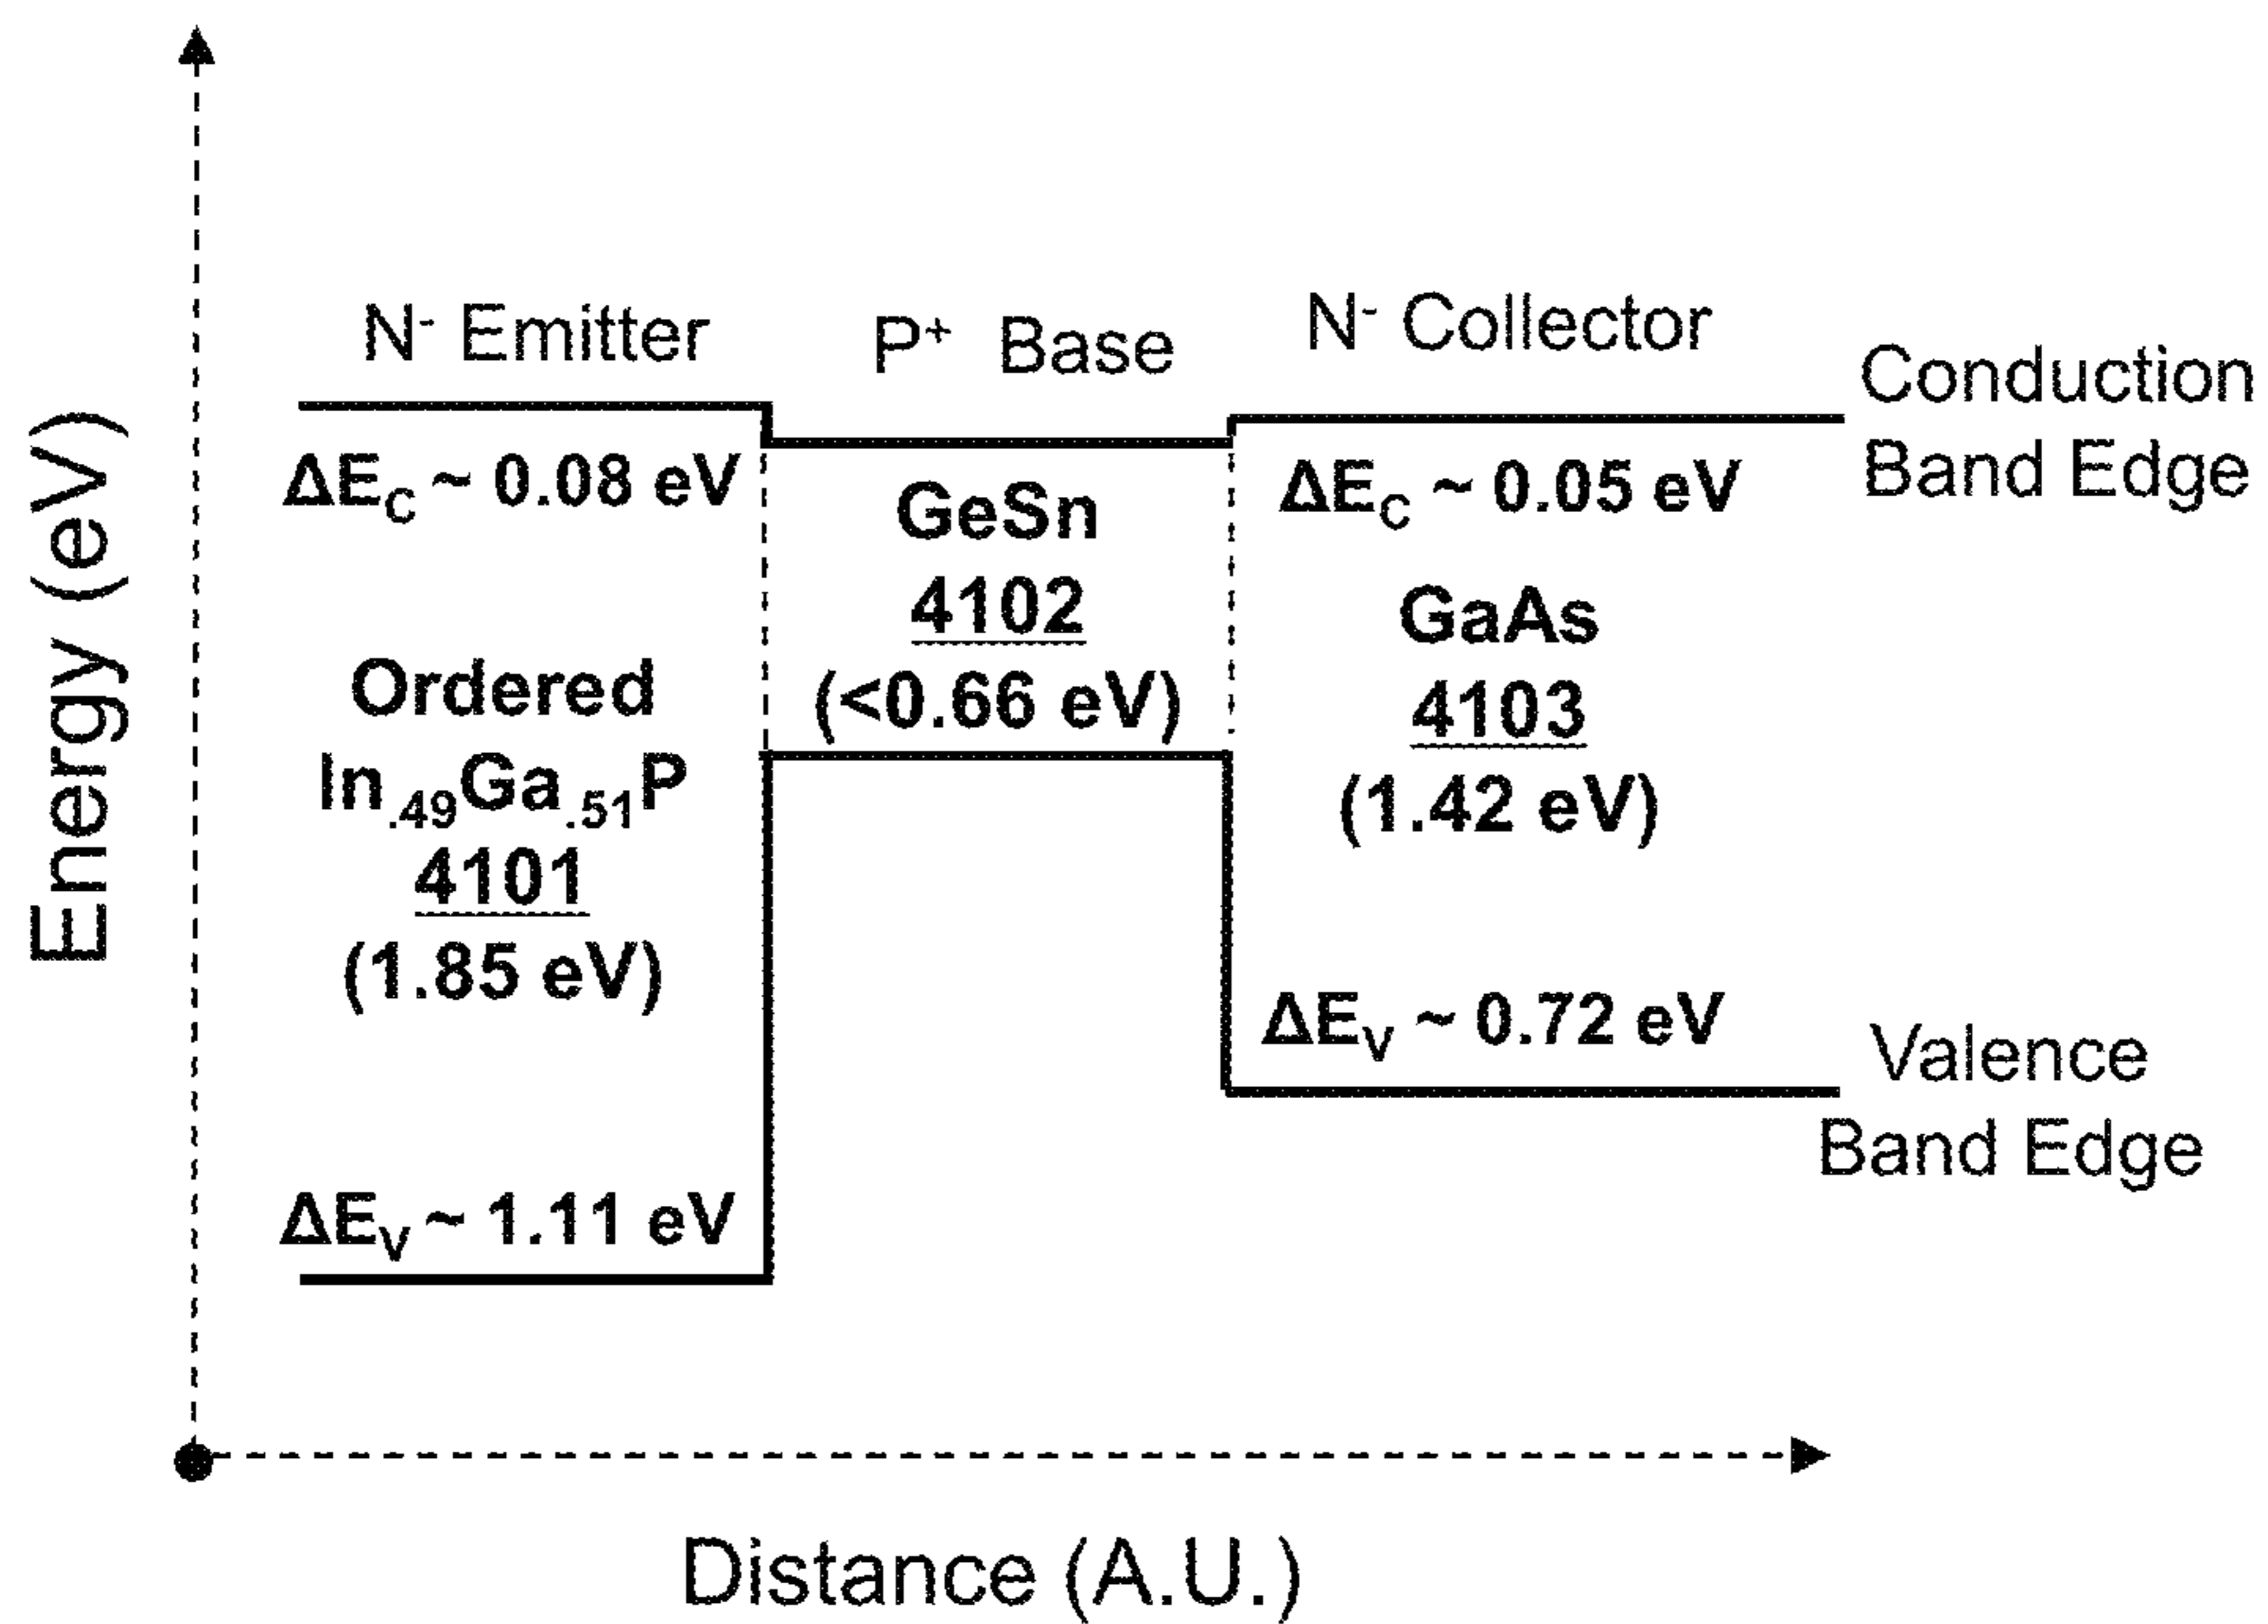 Energy (eV)
N⁻ Emitter
P⁺ Base
N⁻ Collector
Conduction
Band Edge
ΔE_C ~ 0.08 eV
Ordered
In.₄₉Ga.₅₁P
4101
(1.85 eV)
ΔE_V ~ 1.11 eV
GeSn
4102
(<0.66 eV)
ΔE_C ~ 0.05 eV
GaAs
4103
(1.42 eV)
ΔE_V ~ 0.72 eV
Valence
Band Edge
Distance (A.U.)